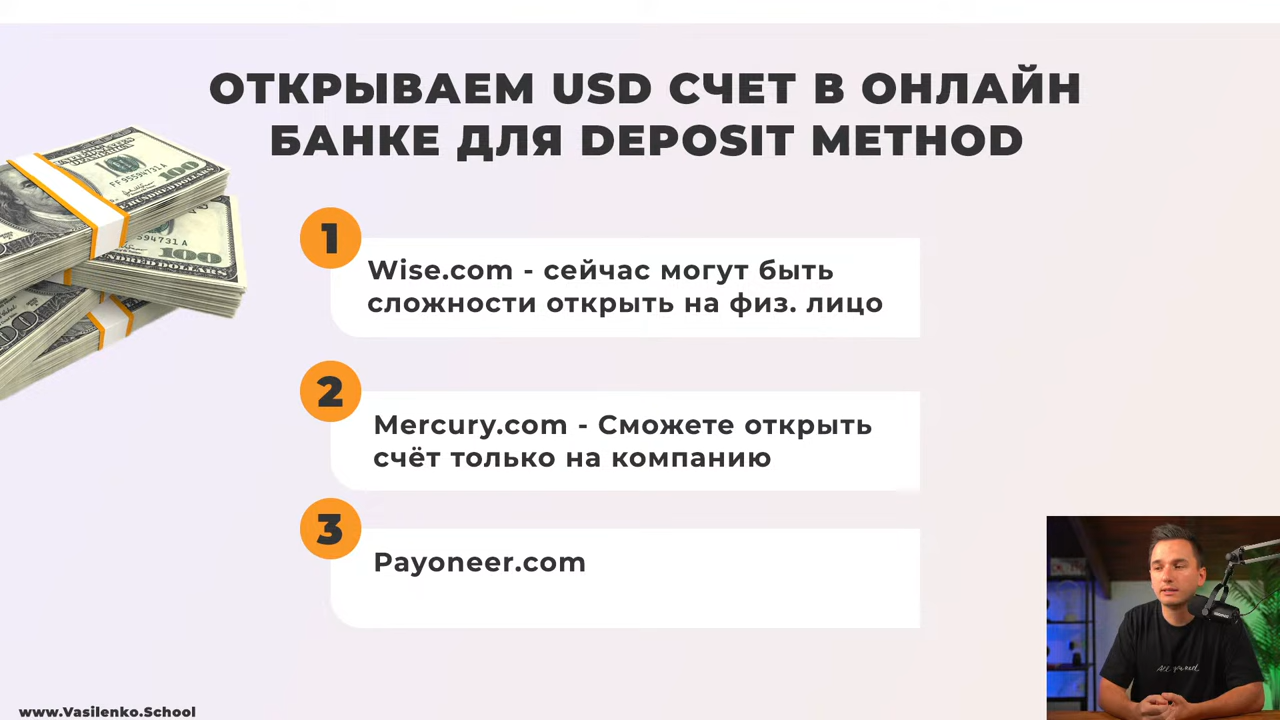 ОТКРЫВАЕМ USD СЧЕТ В ОНЛАЙН
БАНКЕ ДЛЯ DEPOSIT METHOD
1
Wise.com - сейчас могут быть
сложности открыть на физ. лицо
2
Mercury.com - Сможете открыть
счёт только на компанию
3
Payoneer.com
www.Vasilenko.School